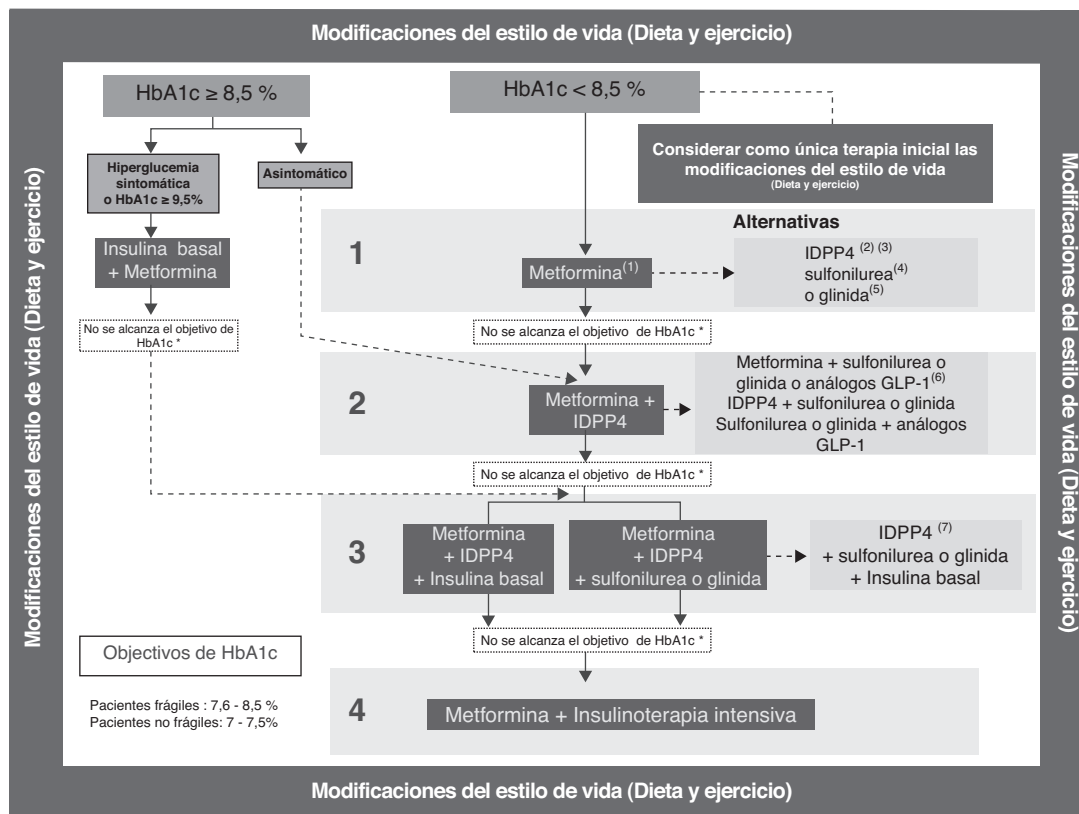 Modificaciones del estilo de vida (Dieta y ejercicio)
Modificaciones del estilo de vida (Dieta y ejercicio)
HbA1c ≥ 8,5 %
Hiperglucemia
sintomática
o HbA1c ≥ 9,5%
Asintomático
Insulina basal
+ Metformina
No se alcanza el objetivo de
HbA1c *
HbA1c < 8,5 %
Considerar como única terapia inicial las
modificaciones del estilo de vida
(Dieta y ejercicio)
Alternativas
1
Metformina(1)
IDPP4 (2) (3)
sulfonilurea(4)
o glinida(5)
No se alcanza el objetivo de HbA1c *
2
Metformina +
IDPP4
Metformina + sulfonilurea o
glinida o análogos GLP-1(6)
IDPP4 + sulfonilurea o glinida
Sulfonilurea o glinida + análogos
GLP-1
No se alcanza el objetivo de HbA1c *
3
Metformina
+ IDPP4
+ Insulina basal
Metformina
+ IDPP4
+ sulfonilurea o glinida
IDPP4 (7)
+ sulfonilurea o glinida
+ Insulina basal
No se alcanza el objetivo de HbA1c *
4
Metformina + Insulinoterapia intensiva
Objectivos de HbA1c
Pacientes frágiles : 7,6 - 8,5 %
Pacientes no frágiles: 7 - 7,5%
Modificaciones del estilo de vida (Dieta y ejercicio)
Modificaciones del estilo de vida (Dieta y ejercicio)